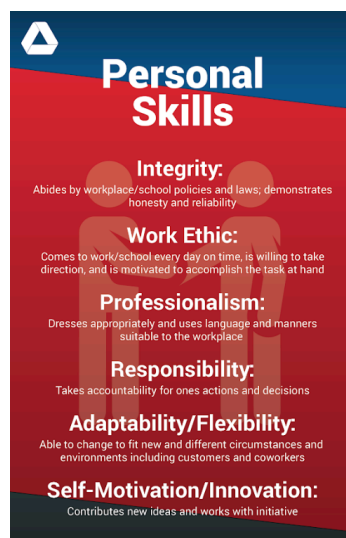 Personal
Skills
Integrity:
Abides by workplace/school policies and laws; demonstrates
honesty and reliability
Work Ethic:
Comes to work/school every day on time, is willing to take
direction, and is motivated to accomplish the task at hand
Professionalism:
Dresses appropriately and uses language and manners
suitable to the workplace
Responsibility:
Takes accountability for ones actions and decisions
Adaptability/Flexibility:
Able to change to fit new and different circumstances and
environments including customers and coworkers
Self-Motivation/Innovation:
Contributes new ideas and works with initiative